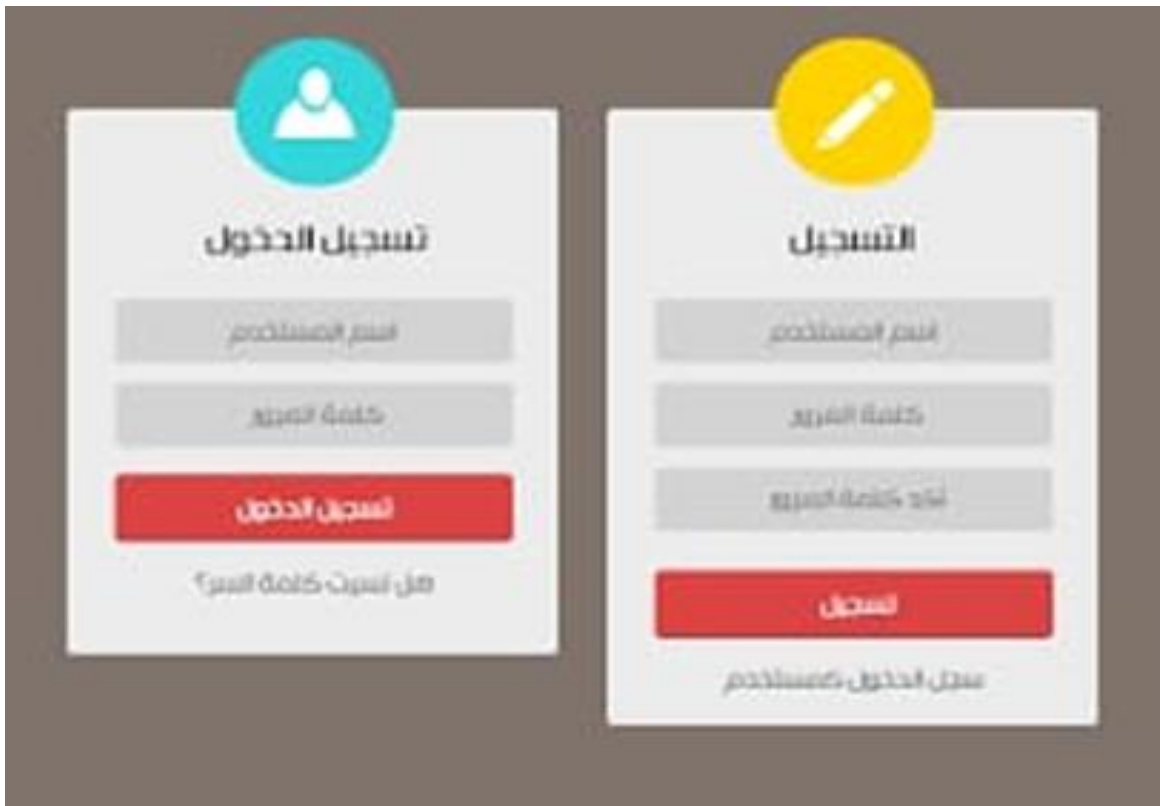 التسجيل
اسم المستخدم
كلمة المرور
أكد كلمة المرور
تسجيل
سجل الدخول كمستخدم
تسجيل الدخول
اسم المستخدم
كلمة المرور
تسجيل الدخول
هل نسيت كلمة السر؟